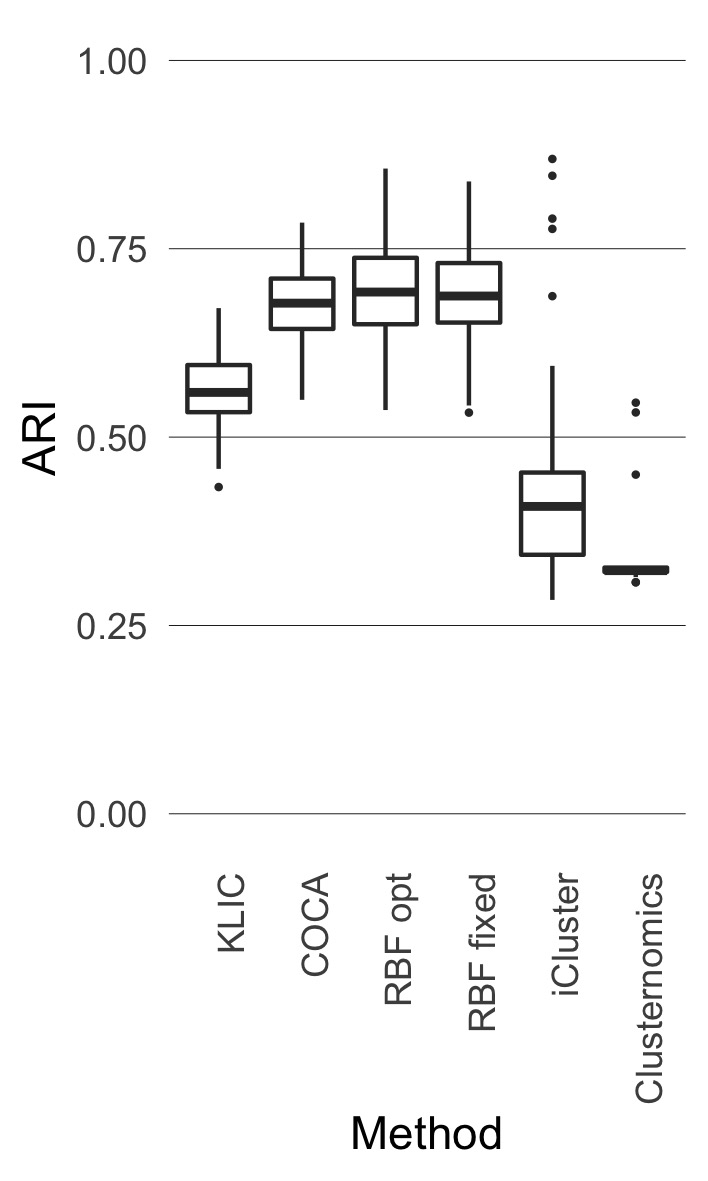 1.00
0.75
0.50
0.25
0.00
ARI
KLIC
COCA
RBF opt
RBF fixed
iCluster
Clusternomics
Method